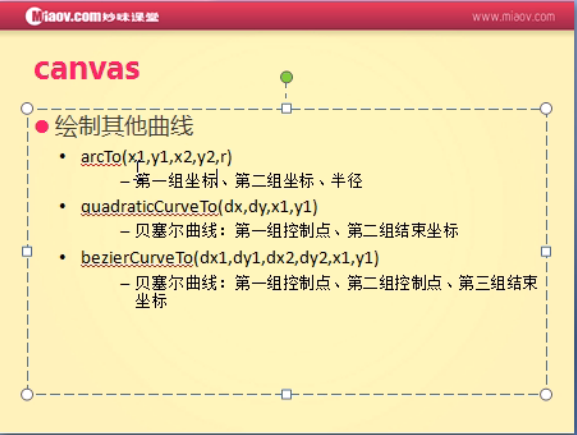 Miaov.com妙味课堂
www.miaov.com
canvas
绘制其他曲线
arcTo(x1,y1,x2,y2,r)
–第一组坐标、第二组坐标、半径
quadraticCurveTo(dx,dy,x1,y1)
–贝塞尔曲线：第一组控制点、第二组结束坐标
bezierCurveTo(dx1,dy1,dx2,dy2,x1,y1)
–贝塞尔曲线：第一组控制点、第二组控制点、第三组结束
坐标